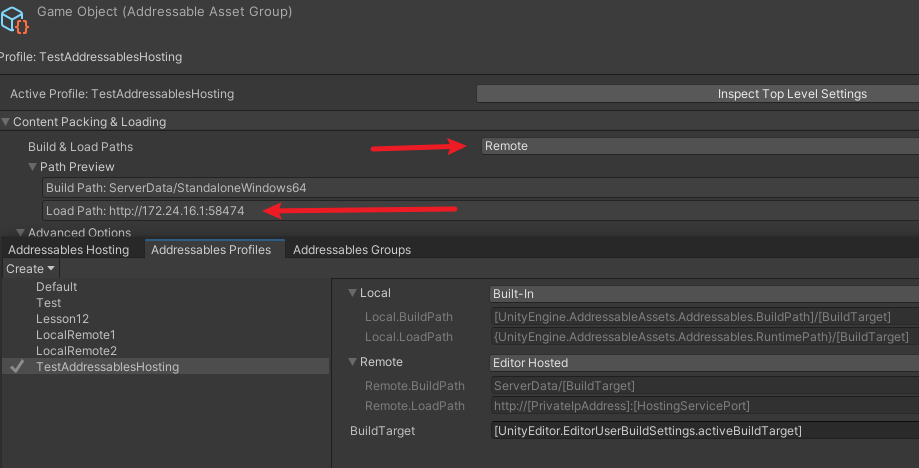 Game Object (Addressable Asset Group)
Profile: TestAddressablesHosting
Active Profile: TestAddressablesHosting
Inspect Top Level Settings
Content Packing & Loading
Build & Load Paths
Remote
Path Preview
Build Path: ServerData/StandaloneWindows64
Load Path: http://172.24.16.1:58474
Advanced Options
Addressables Hosting
Addressables Profiles
Addressables Groups
Create
Default
Test
Lesson12
LocalRemote1
LocalRemote2
TestAddressablesHosting
Local
Built-In
Local.BuildPath
[UnityEngine.AddressableAssets.Addressables.BuildPath]/[BuildTarget]
Local.LoadPath
{UnityEngine.AddressableAssets.Addressables.RuntimePath}/[BuildTarget]
Remote
Editor Hosted
Remote.BuildPath
ServerData/[BuildTarget]
Remote.LoadPath
http://[PrivateIpAddress]:[HostingServicePort]
BuildTarget
[UnityEditor.EditorUserBuildSettings.activeBuildTarget]